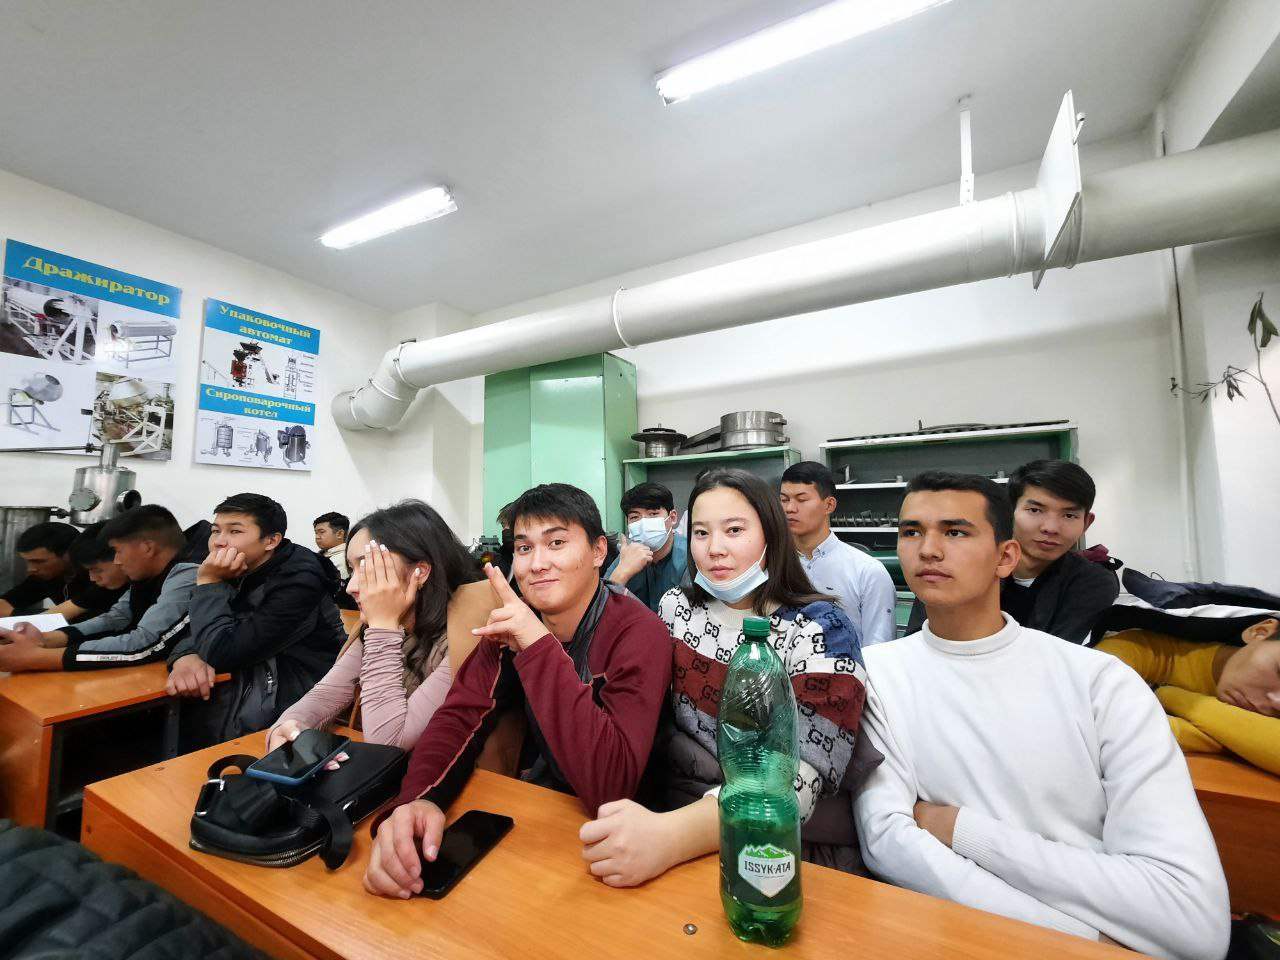 Дражиратор
Упаковочный
автомат
Сироповарочный
котел
ISSYK-ATA